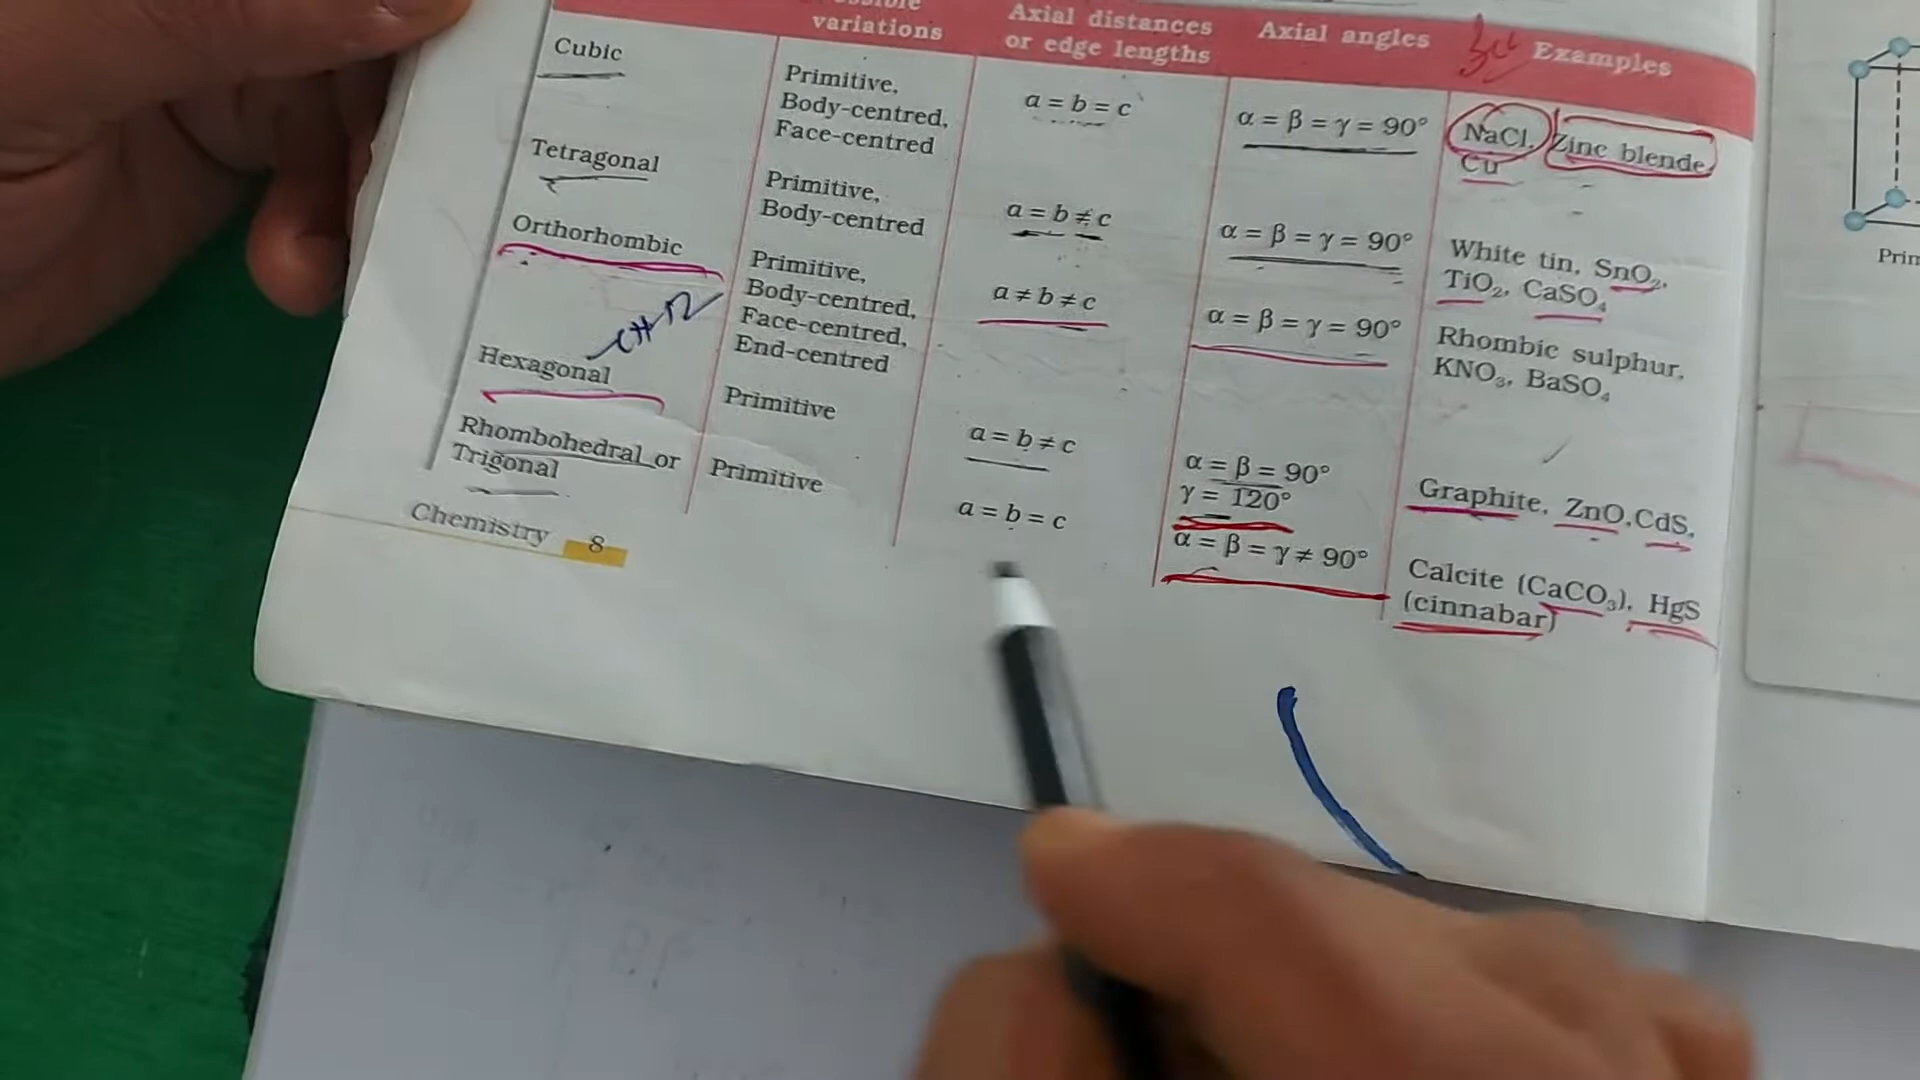 variations
Axial distances
or edge lengths
Axial angles
Examples
Cubic
Primitive,
Body-centred,
Face-centred
a = b = c
α = β = γ = 90°
NaCl, Zinc blende,
Cu
Tetragonal
Primitive,
Body-centred
a = b ≠ c
α = β = γ = 90°
White tin, SnO₂,
TiO₂, CaSO₄
Orthorhombic
Primitive,
Body-centred,
Face-centred,
End-centred
a ≠ b ≠ c
α = β = γ = 90°
Rhombic sulphur,
KNO₃, BaSO₄
Hexagonal
Primitive
a = b ≠ c
α = β = 90°
γ = 120°
Graphite, ZnO,CdS,
Rhombohedral or
Trigonal
Primitive
a = b = c
α = β = γ ≠ 90°
Calcite (CaCO₃), HgS
(cinnabar)
Chemistry 8